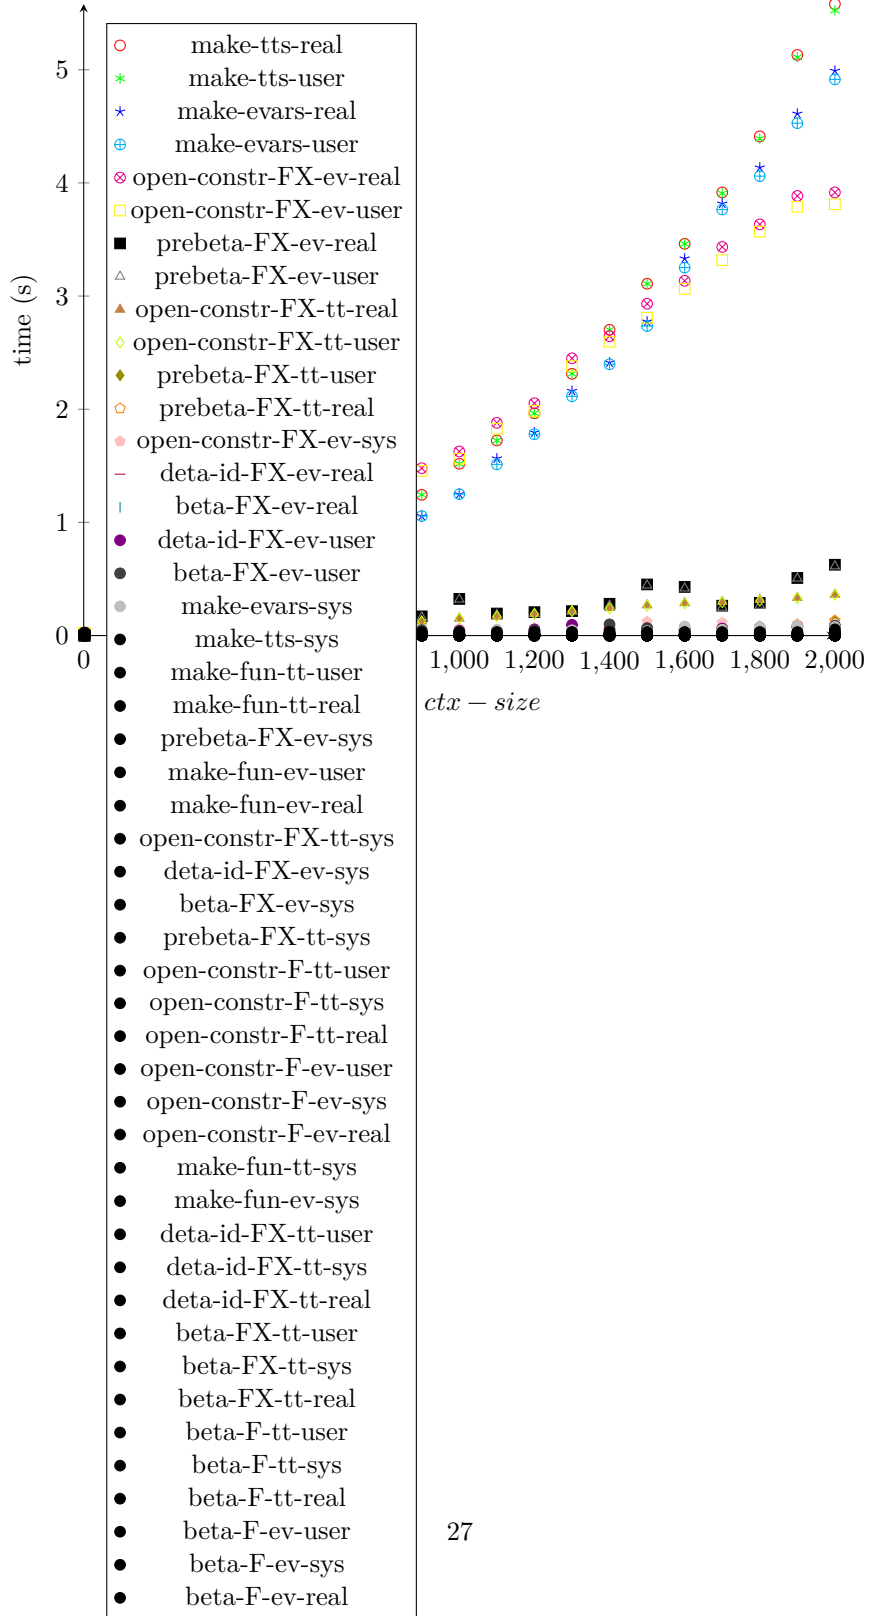 5
4
3
2
1
0
time (s)
0
1,000 1,200 1,400 1,600 1,800 2,000
ctx − size
make-tts-real
make-tts-user
make-evars-real
make-evars-user
open-constr-FX-ev-real
open-constr-FX-ev-user
prebeta-FX-ev-real
prebeta-FX-ev-user
open-constr-FX-tt-real
open-constr-FX-tt-user
prebeta-FX-tt-user
prebeta-FX-tt-real
open-constr-FX-ev-sys
deta-id-FX-ev-real
beta-FX-ev-real
deta-id-FX-ev-user
beta-FX-ev-user
make-evars-sys
make-tts-sys
make-fun-tt-user
make-fun-tt-real
prebeta-FX-ev-sys
make-fun-ev-user
make-fun-ev-real
open-constr-FX-tt-sys
deta-id-FX-ev-sys
beta-FX-ev-sys
prebeta-FX-tt-sys
open-constr-F-tt-user
open-constr-F-tt-sys
open-constr-F-tt-real
open-constr-F-ev-user
open-constr-F-ev-sys
open-constr-F-ev-real
make-fun-tt-sys
make-fun-ev-sys
deta-id-FX-tt-user
deta-id-FX-tt-sys
deta-id-FX-tt-real
beta-FX-tt-user
beta-FX-tt-sys
beta-FX-tt-real
beta-F-tt-user
beta-F-tt-sys
beta-F-tt-real
beta-F-ev-user
beta-F-ev-sys
beta-F-ev-real
27